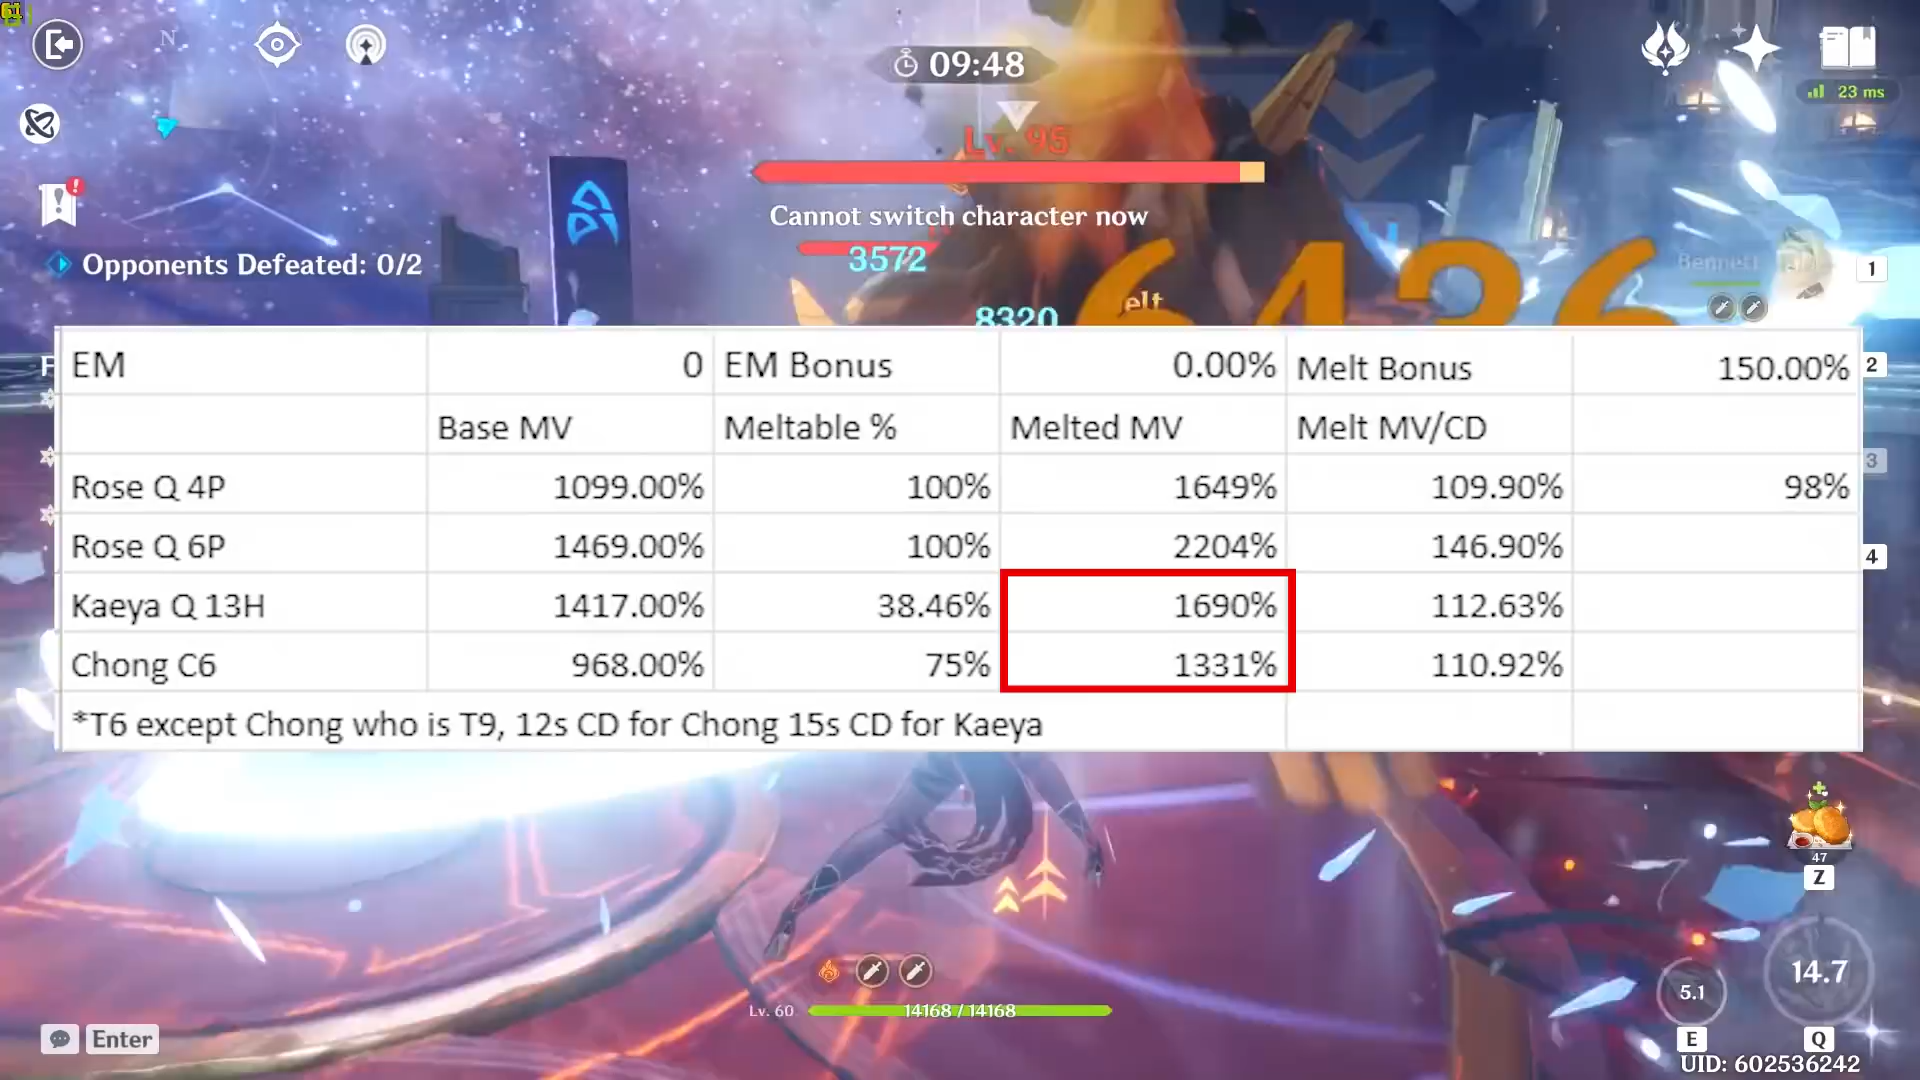 61
N
09:48
23 ms
Lv. 95
Cannot switch character now
3572
Opponents Defeated: 0/2
Bennett
1
elt
8320
6426
EM 0 EM Bonus 0.00% Melt Bonus 150.00%
2
Base MV Meltable % Melted MV Melt MV/CD
3
Rose Q 4P 1099.00% 100% 1649% 109.90% 98%
Rose Q 6P 1469.00% 100% 2204% 146.90%
4
Kaeya Q 13H 1417.00% 38.46% 1690% 112.63%
Chong C6 968.00% 75% 1331% 110.92%
*T6 except Chong who is T9, 12s CD for Chong 15s CD for Kaeya
47
Z
14.7
5.1
Lv. 60 14168 / 14168
Enter
E
Q
UID: 602536242